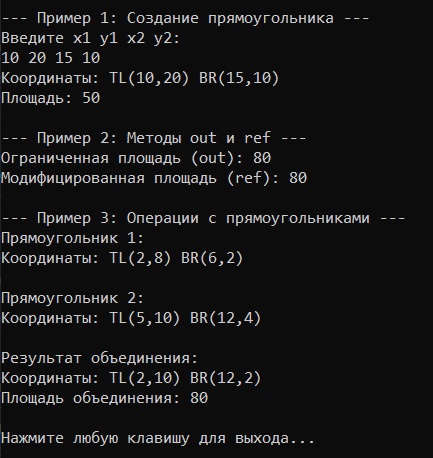 --- Пример 1: Создание прямоугольника ---
Введите x1 y1 x2 y2:
10 20 15 10
Координаты: TL(10,20) BR(15,10)
Площадь: 50
--- Пример 2: Методы out и ref ---
Ограниченная площадь (out): 80
Модифицированная площадь (ref): 80
--- Пример 3: Операции с прямоугольниками ---
Прямоугольник 1:
Координаты: TL(2,8) BR(6,2)
Прямоугольник 2:
Координаты: TL(5,10) BR(12,4)
Результат объединения:
Координаты: TL(2,10) BR(12,2)
Площадь объединения: 80
Нажмите любую клавишу для выхода...